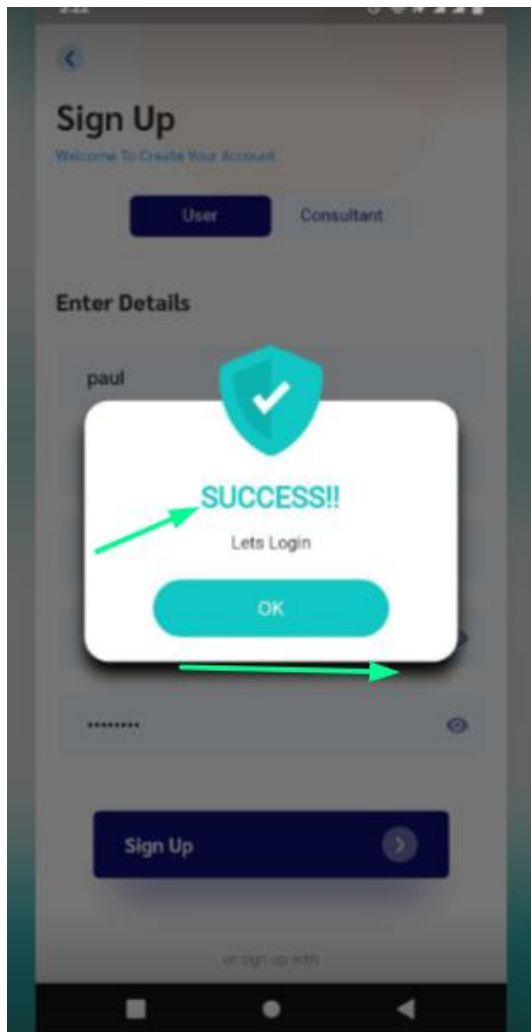 Sign Up
Welcome To Create Your Account
User
Consultant
Enter Details
paul
SUCCESS!!
Lets Login
OK
••••••••
Sign Up
or sign up with